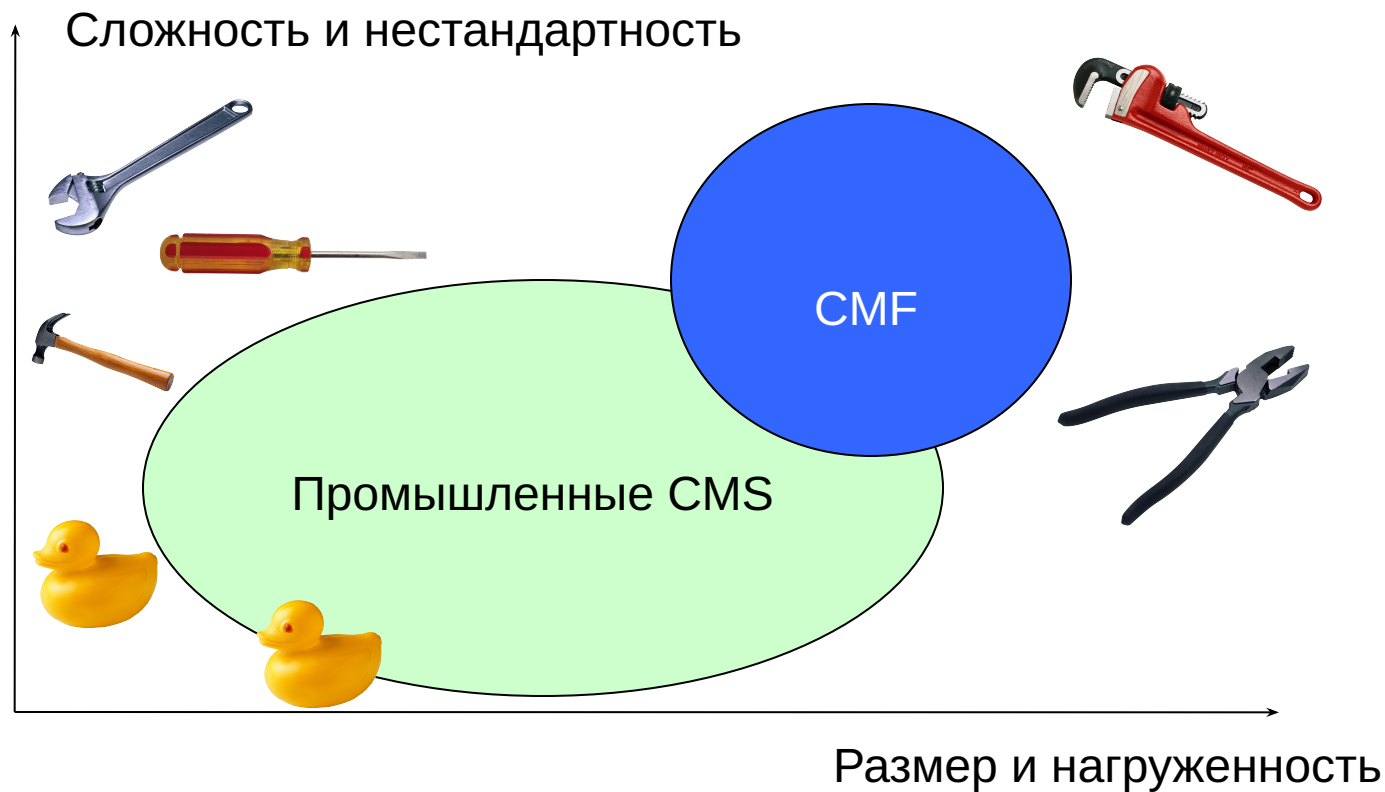 Сложность и нестандартность
CMF
Промышленные CMS
Размер и нагруженность